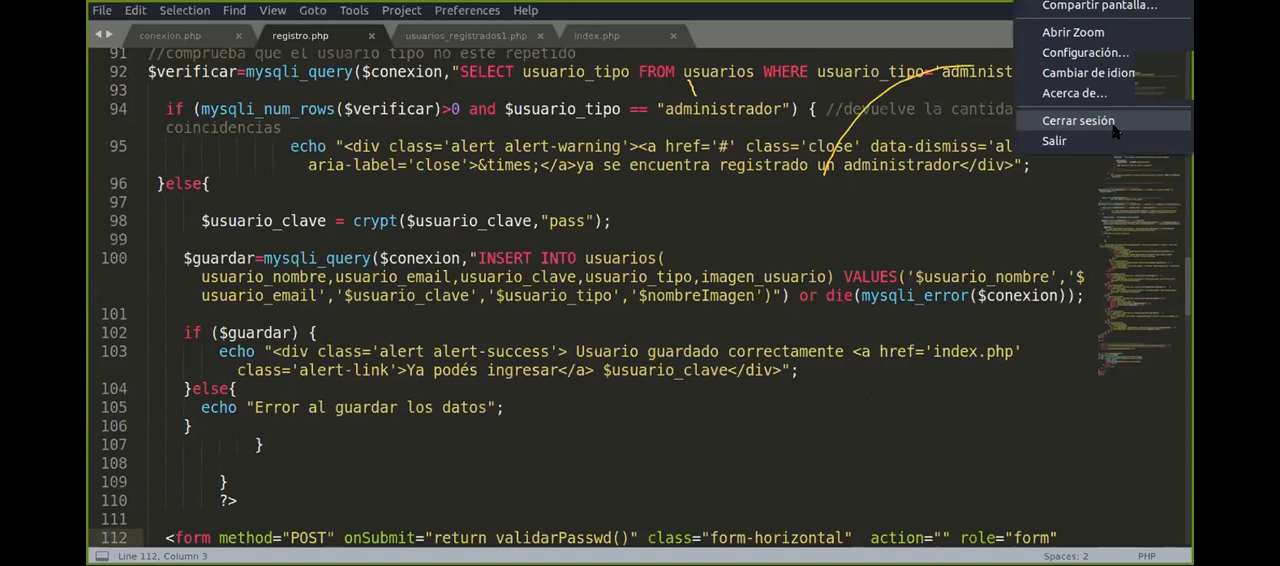 File Edit Selection Find View Goto Tools Project Preferences Help
Compartir pantalla...
Abrir Zoom
Configuración...
Cambiar de idiom
Acerca de...
Cerrar sesión
Salir
conexion.php × registro.php × usuarios_registrados1.php × index.php ×
91 //comprueba que el usuario tipo no esté repetido
92 $verificar=mysqli_query($conexion,"SELECT usuario_tipo FROM usuarios WHERE usuario_tipo='administ
93
94 if (mysqli_num_rows($verificar)>0 and $usuario_tipo == "administrador") { //devuelve la cantida
coincidencias
95 echo "<div class='alert alert-warning'><a href='#' class='close' data-dismiss='al
aria-label='close'>&times;</a>ya se encuentra registrado un administrador</div>";
96 }else{
97
98 $usuario_clave = crypt($usuario_clave,"pass");
99
100 $guardar=mysqli_query($conexion,"INSERT INTO usuarios(
usuario_nombre,usuario_email,usuario_clave,usuario_tipo,imagen_usuario) VALUES('$usuario_nombre','$
usuario_email','$usuario_clave','$usuario_tipo','$nombreImagen')") or die(mysqli_error($conexion));
101
102 if ($guardar) {
103 echo "<div class='alert alert-success'> Usuario guardado correctamente <a href='index.php'
class='alert-link'>Ya podés ingresar</a> $usuario_clave</div>";
104 }else{
105 echo "Error al guardar los datos";
106 }
107 }
108
109 }
110 ?>
111
112 <form method="POST" onSubmit="return validarPasswd()" class="form-horizontal" action="" role="form"
Line 112, Column 3 Spaces: 2 PHP